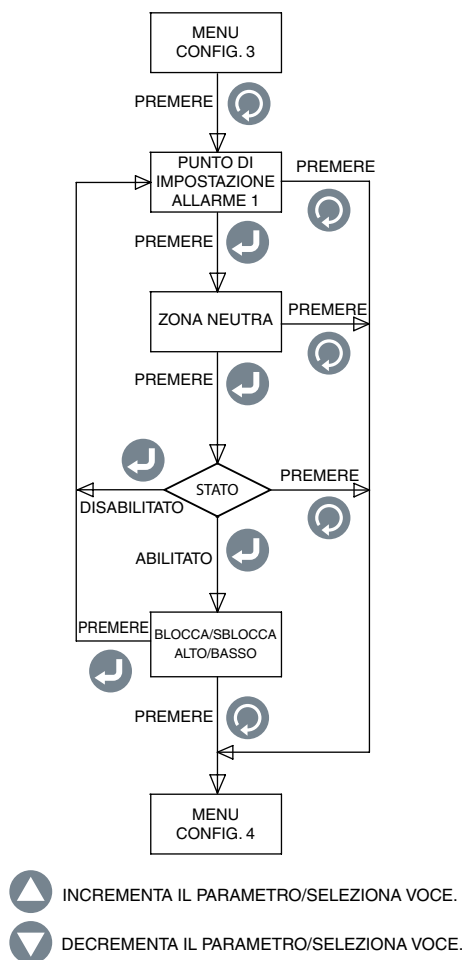 MENU
CONFIG. 3
PREMERE
PUNTO DI
IMPOSTAZIONE
ALLARME 1
PREMERE
PREMERE
ZONA NEUTRA
PREMERE
PREMERE
STATO
PREMERE
DISABILITATO
ABILITATO
PREMERE
BLOCCA/SBLOCCA
ALTO/BASSO
PREMERE
MENU
CONFIG. 4
INCREMENTA IL PARAMETRO/SELEZIONA VOCE.
DECREMENTA IL PARAMETRO/SELEZIONA VOCE.